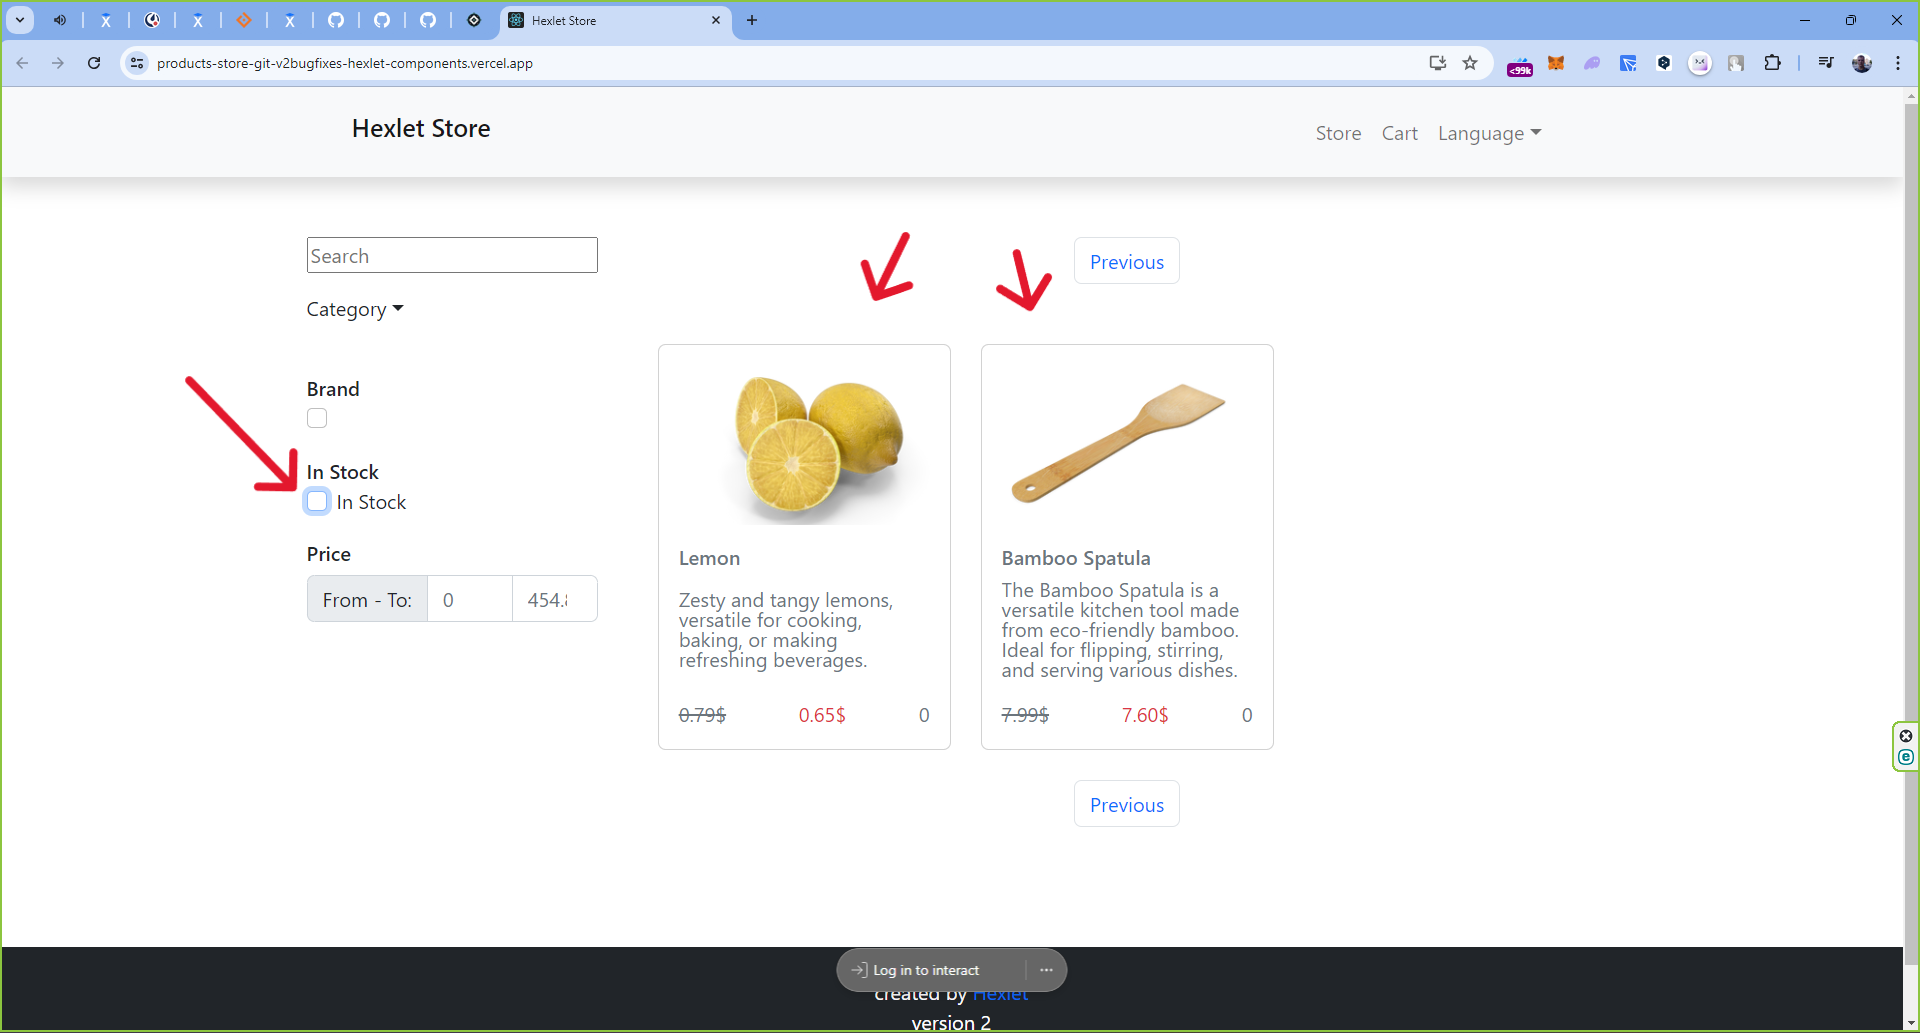 Hexlet Store
products-store-git-v2bugfixes-hexlet-components.vercel.app
<99k
Hexlet Store
Store
Cart
Language
Search
Category
Brand
In Stock
In Stock
Price
From - To:
0
454.
Previous
Lemon
Zesty and tangy lemons,
versatile for cooking,
baking, or making
refreshing beverages.
0.79$
0.65$
0
Bamboo Spatula
The Bamboo Spatula is a
versatile kitchen tool made
from eco-friendly bamboo.
Ideal for flipping, stirring,
and serving various dishes.
7.99$
7.60$
0
Previous
Log in to interact
created by Hexlet
version 2